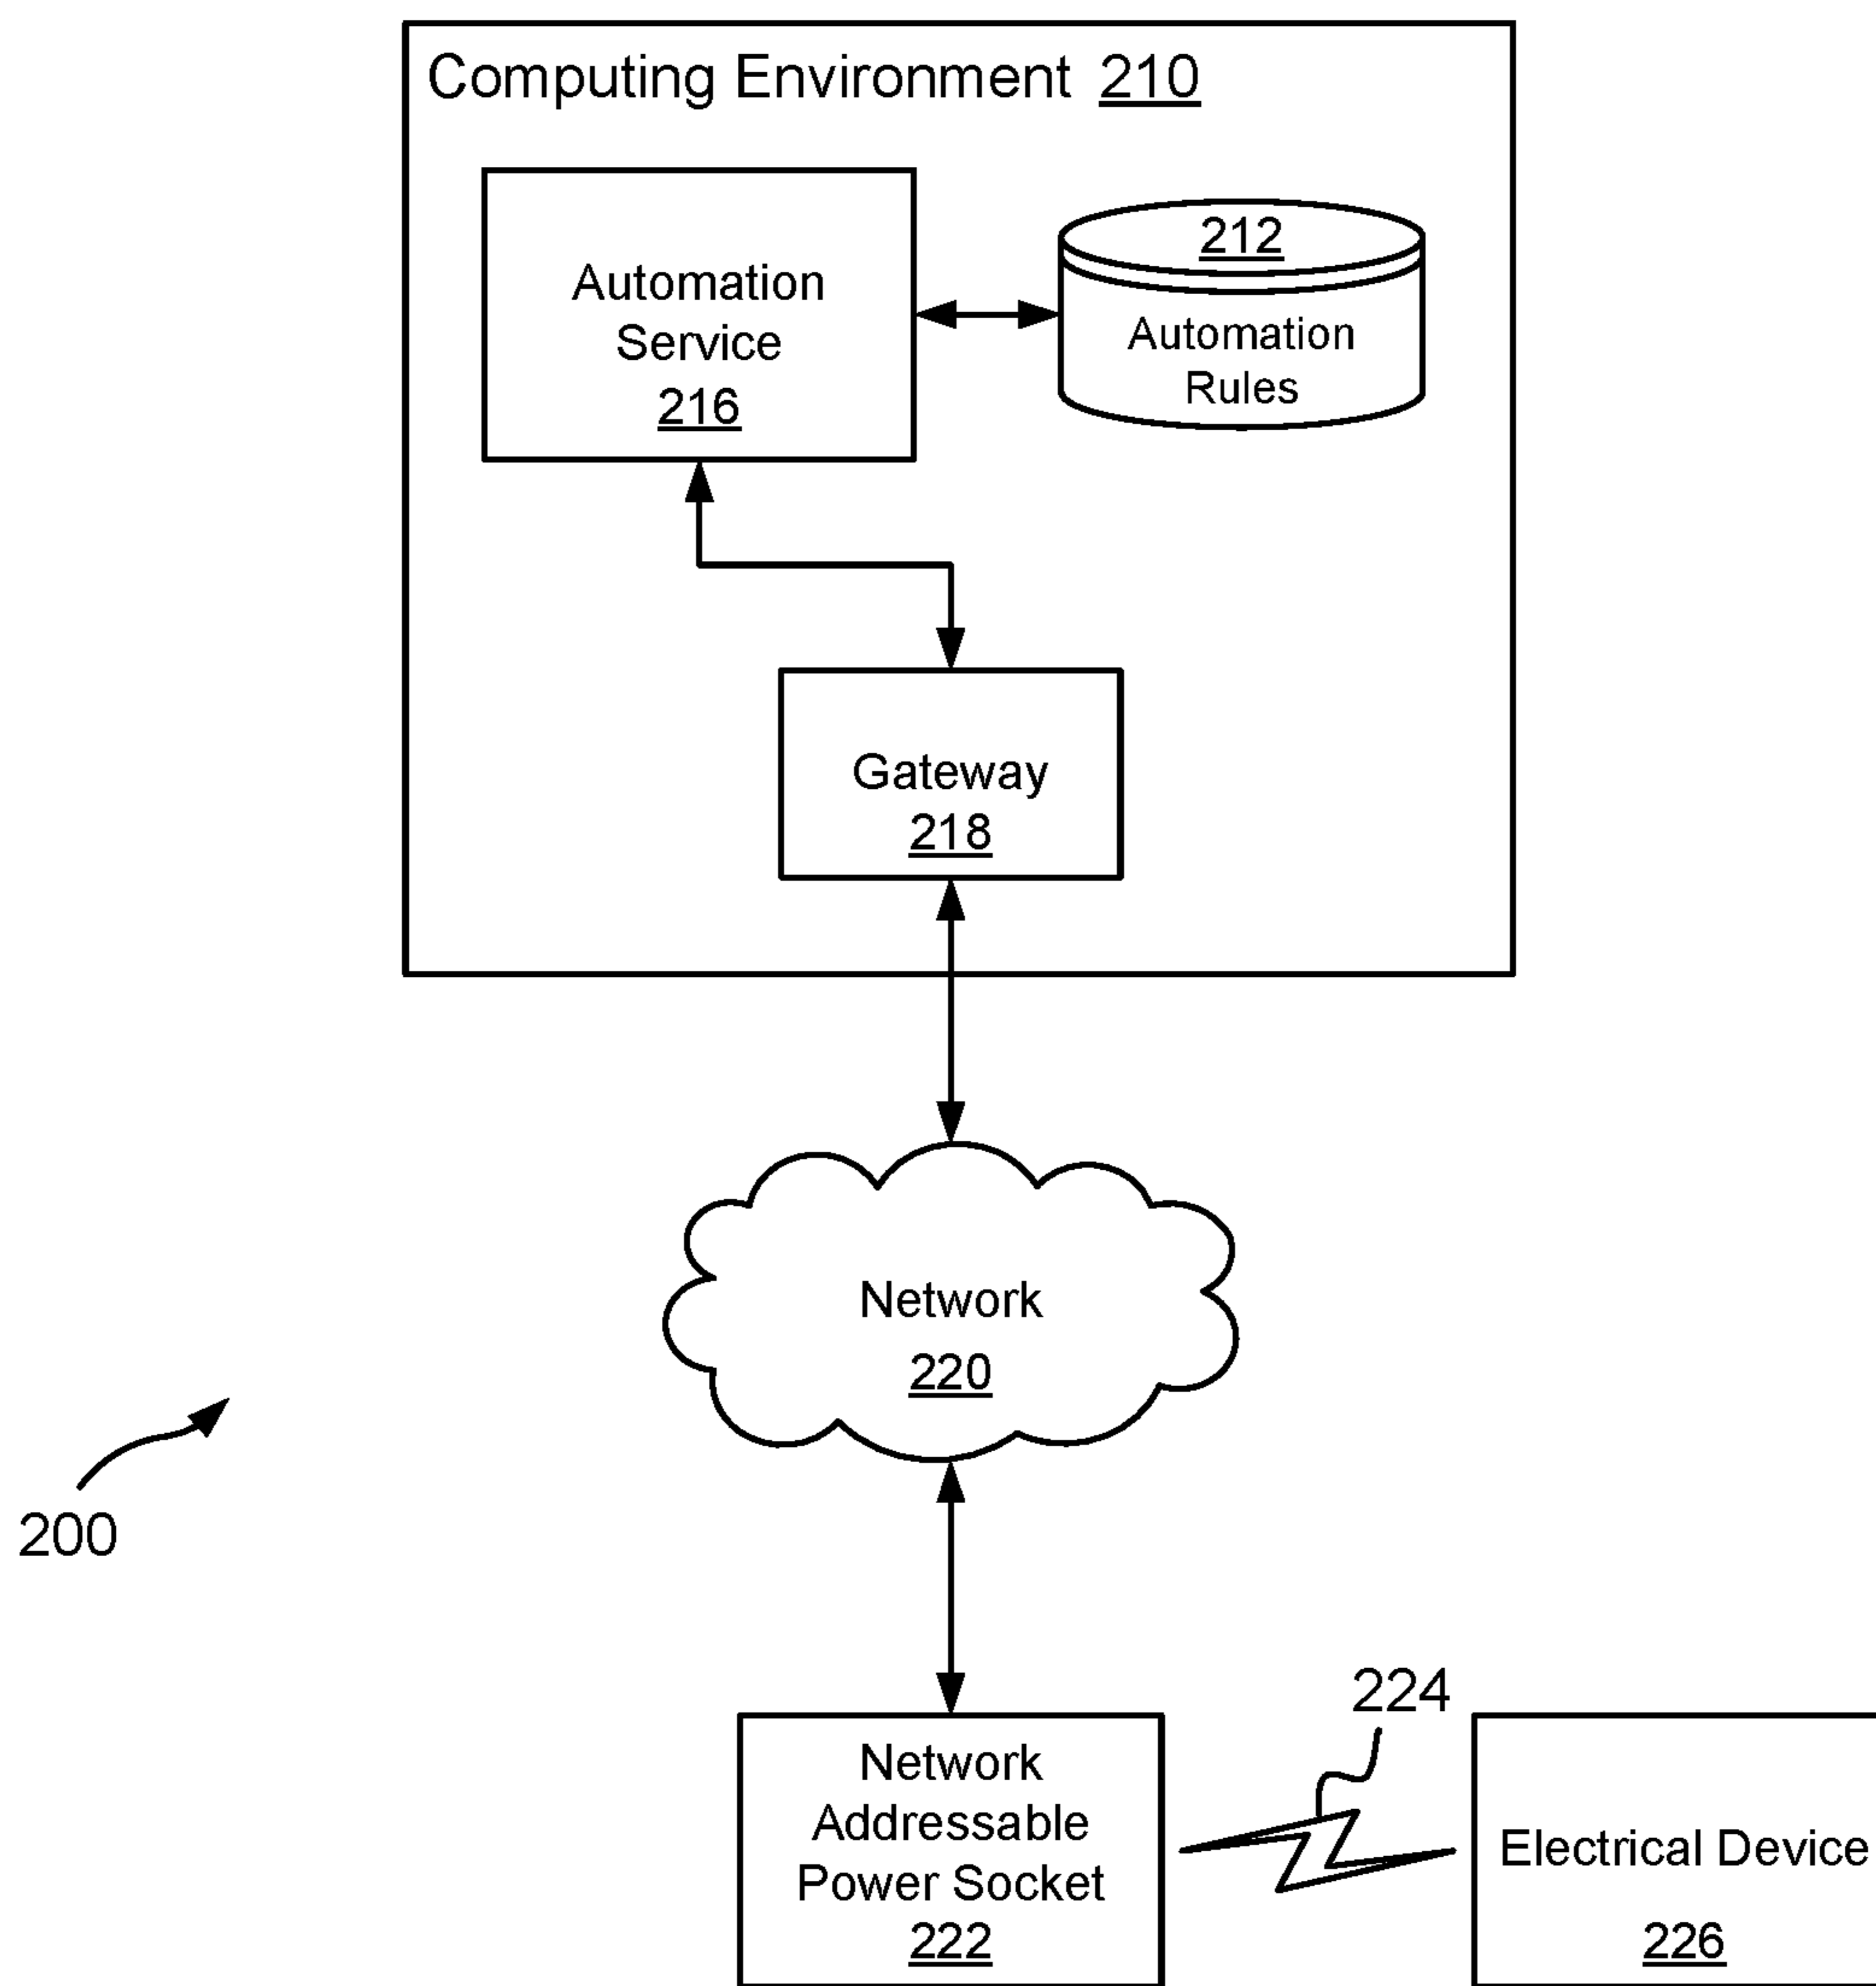 Computing Environment 210
Automation
Service
216
212
Automation
Rules
Gateway
218
Network
220
200
Network
Addressable
Power Socket
222
224
Electrical Device
226